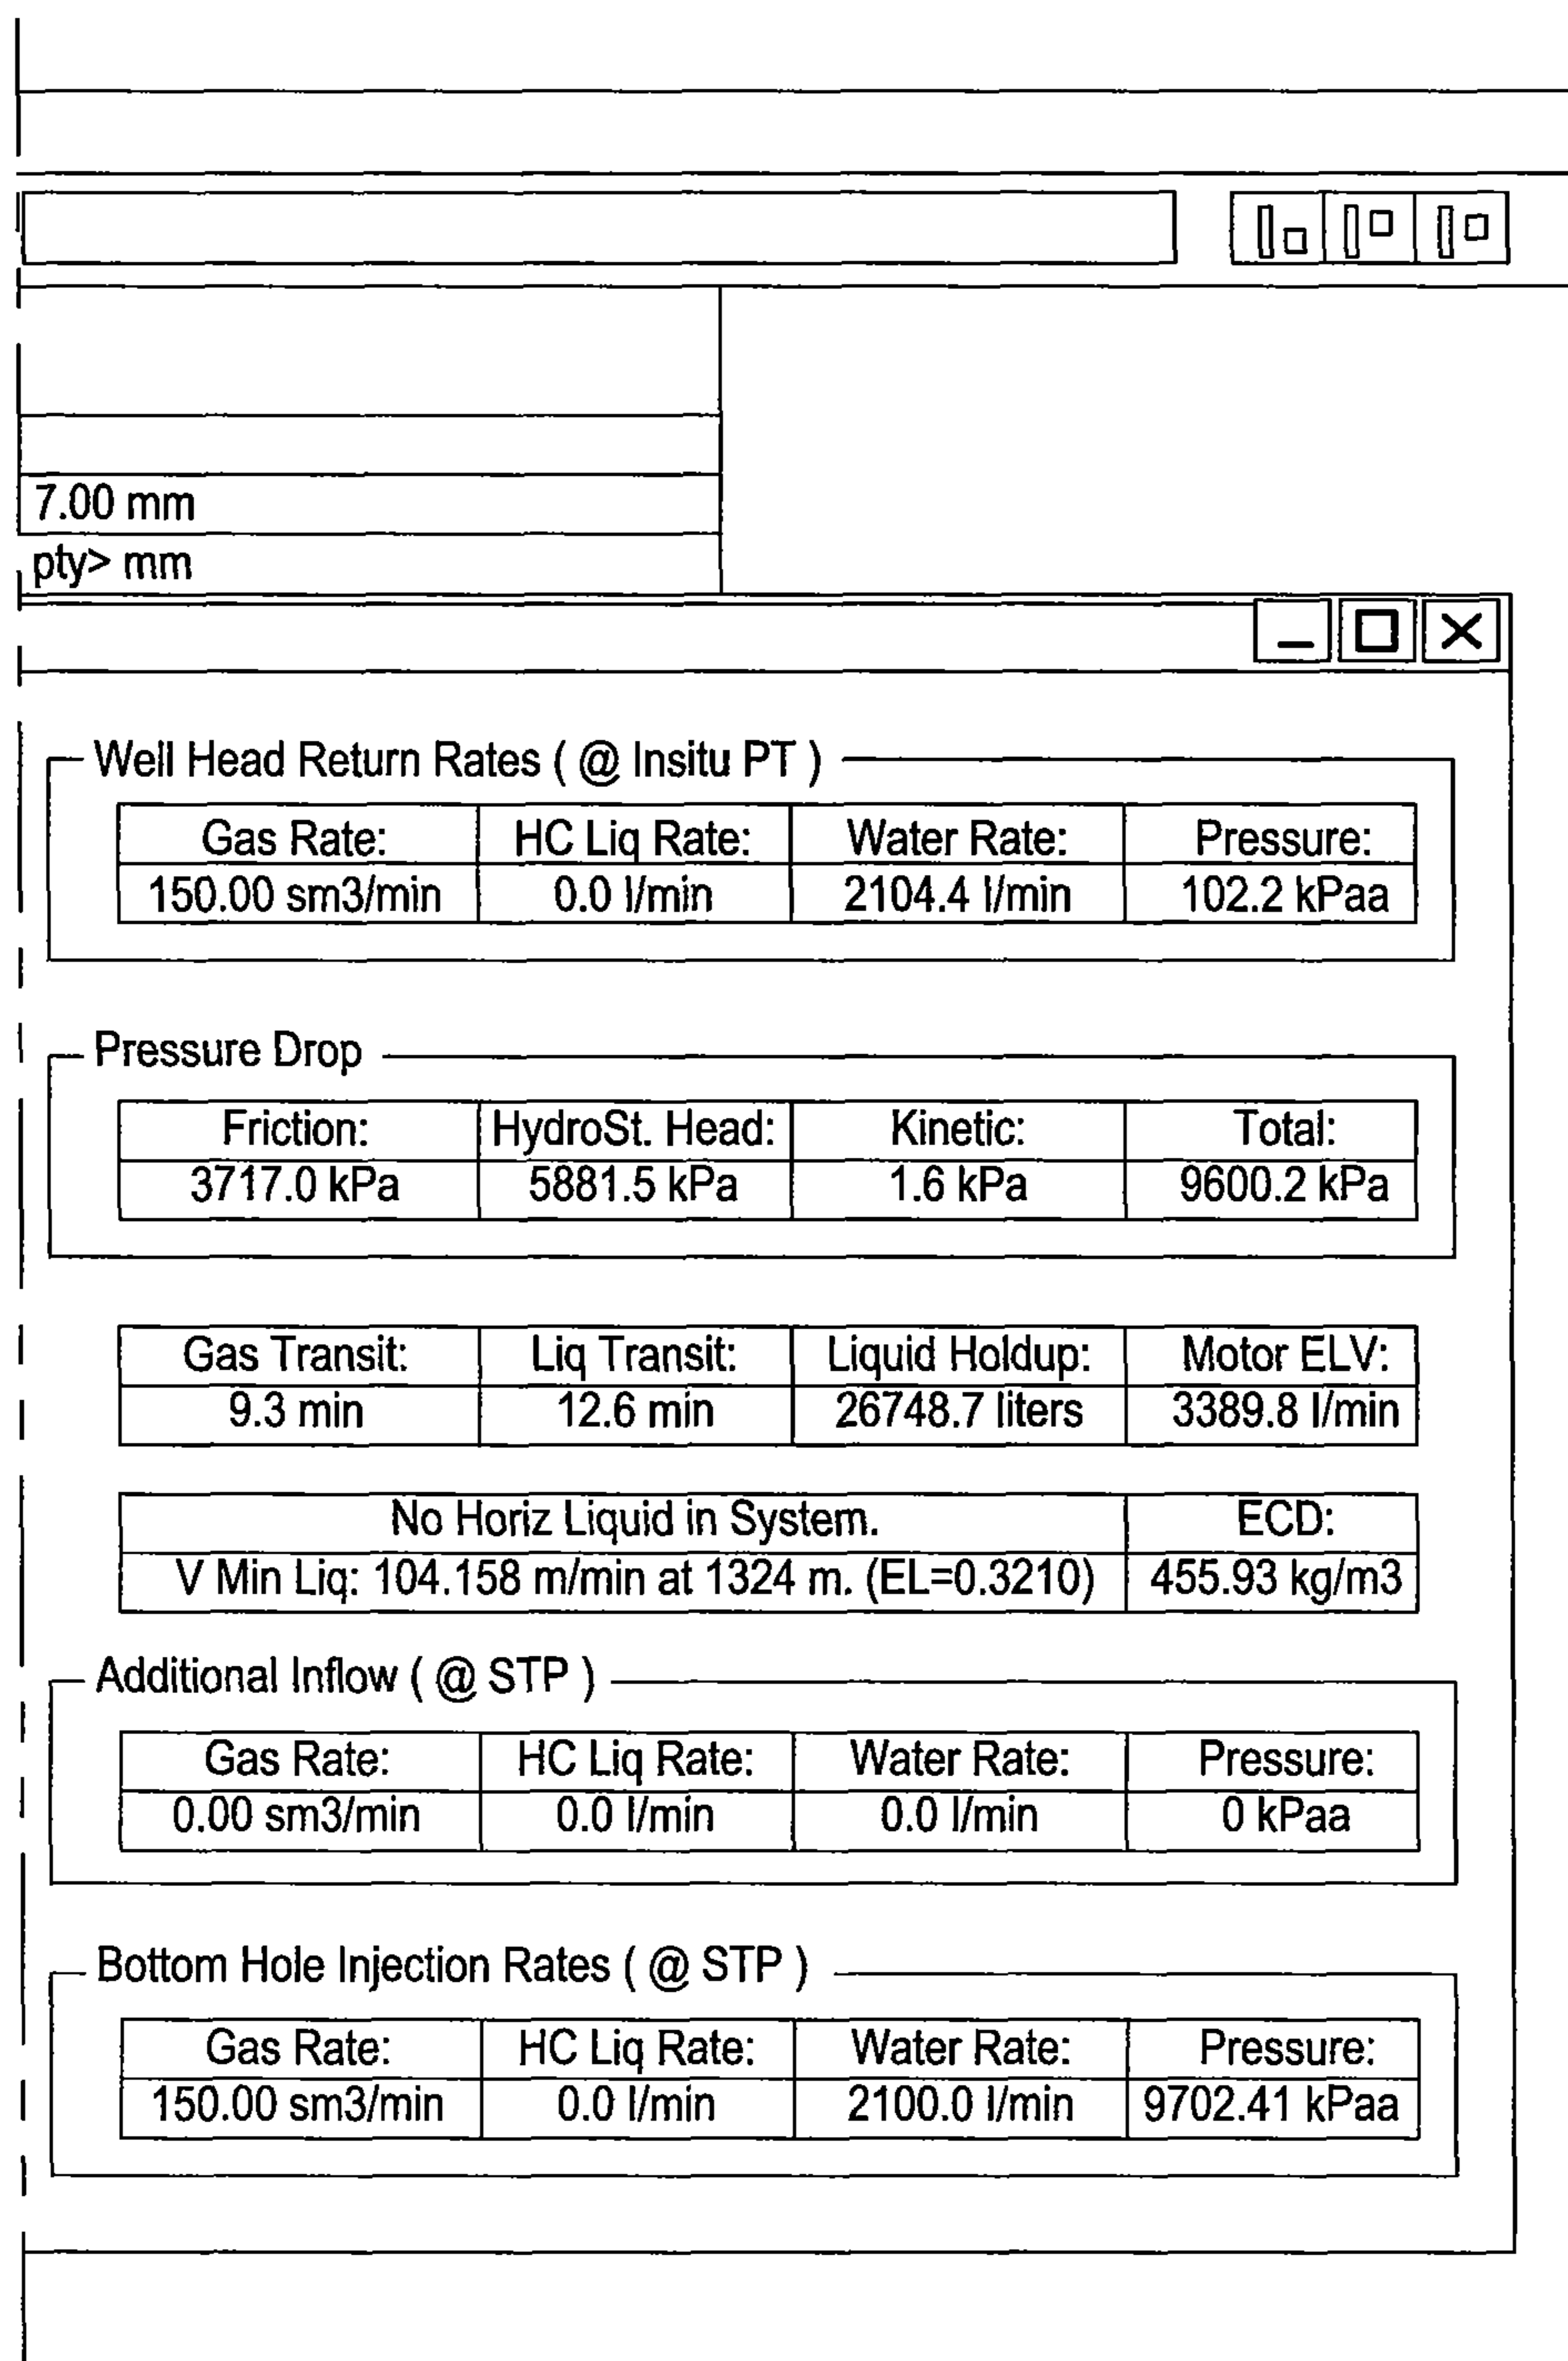 7.00 mm
pty> mm
Well Head Return Rates ( @ Insitu PT )
Gas Rate: HC Liq Rate: Water Rate: Pressure:
150.00 sm3/min 0.0 l/min 2104.4 l/min 102.2 kPaa
Pressure Drop
Friction: HydroSt. Head: Kinetic: Total:
3717.0 kPa 5881.5 kPa 1.6 kPa 9600.2 kPa
Gas Transit: Liq Transit: Liquid Holdup: Motor ELV:
9.3 min 12.6 min 26748.7 liters 3389.8 l/min
No Horiz Liquid in System. ECD:
V Min Liq: 104.158 m/min at 1324 m. (EL=0.3210) 455.93 kg/m3
Additional Inflow ( @ STP )
Gas Rate: HC Liq Rate: Water Rate: Pressure:
0.00 sm3/min 0.0 l/min 0.0 l/min 0 kPaa
Bottom Hole Injection Rates ( @ STP )
Gas Rate: HC Liq Rate: Water Rate: Pressure:
150.00 sm3/min 0.0 l/min 2100.0 l/min 9702.41 kPaa